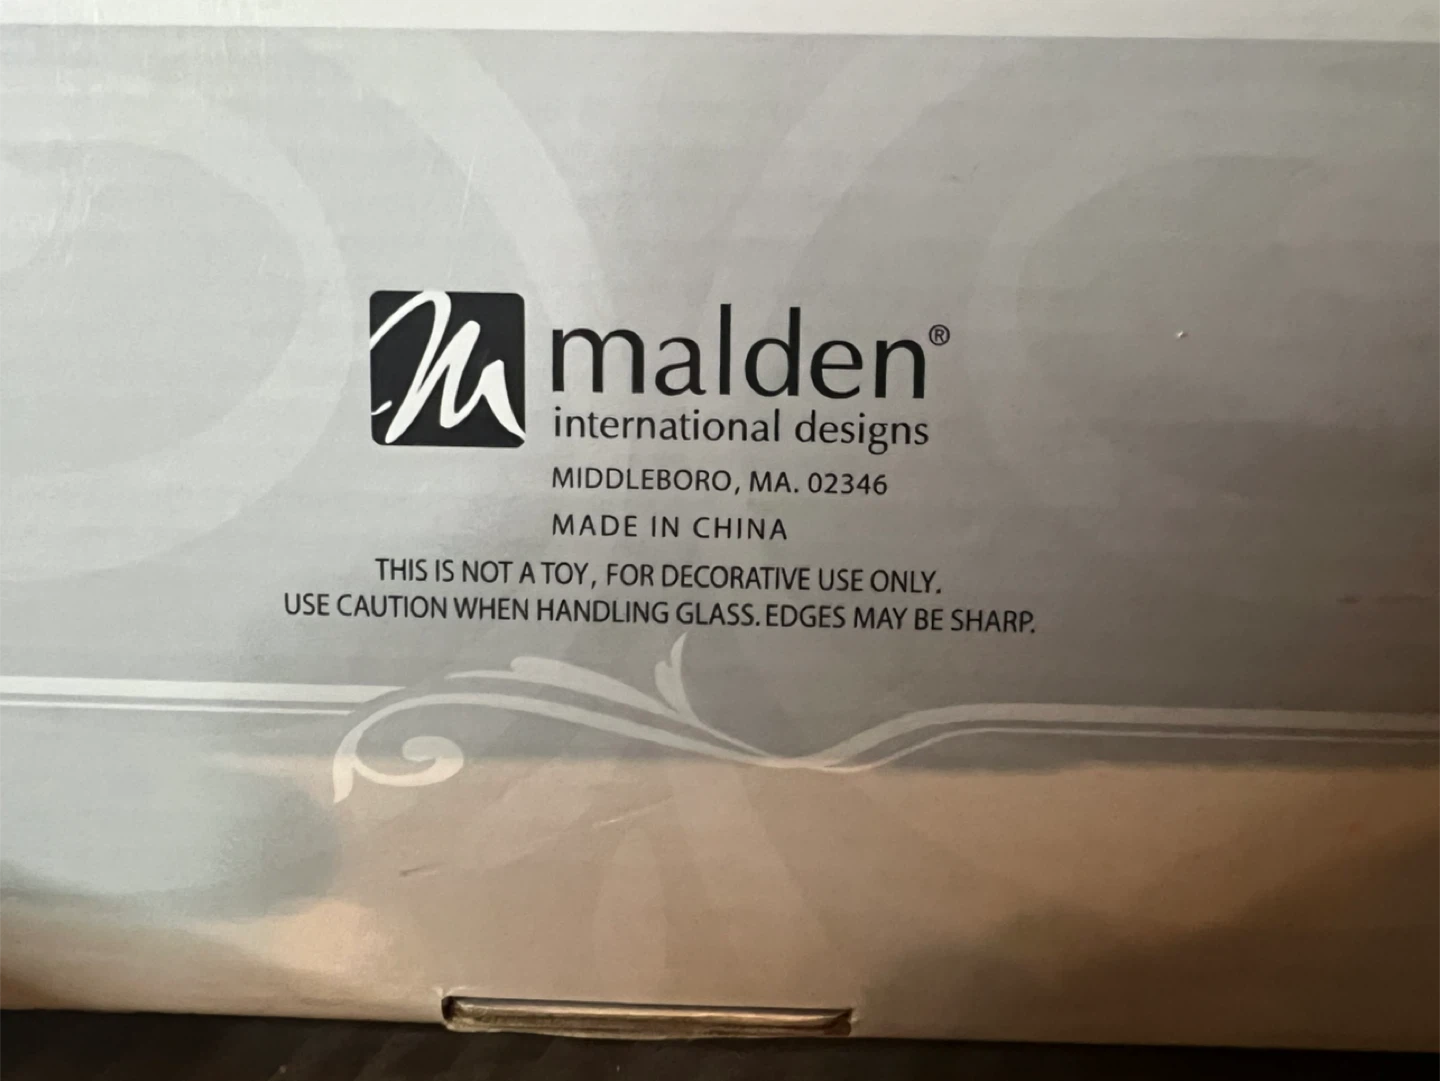 malden®
international designs
MIDDLEBORO, MA. 02346
MADE IN CHINA
THIS IS NOT A TOY, FOR DECORATIVE USE ONLY.
USE CAUTION WHEN HANDLING GLASS. EDGES MAY BE SHARP.